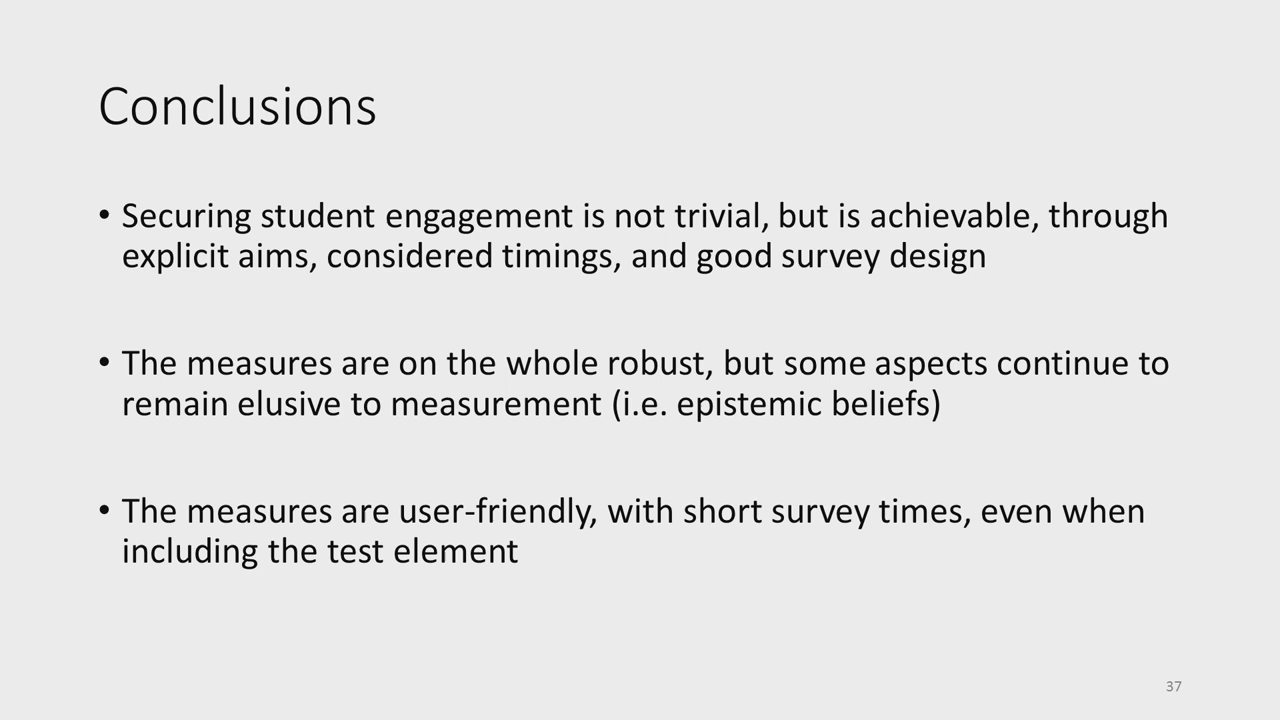 Conclusions
• Securing student engagement is not trivial, but is achievable, through
explicit aims, considered timings, and good survey design
• The measures are on the whole robust, but some aspects continue to
remain elusive to measurement (i.e. epistemic beliefs)
• The measures are user-friendly, with short survey times, even when
including the test element
37